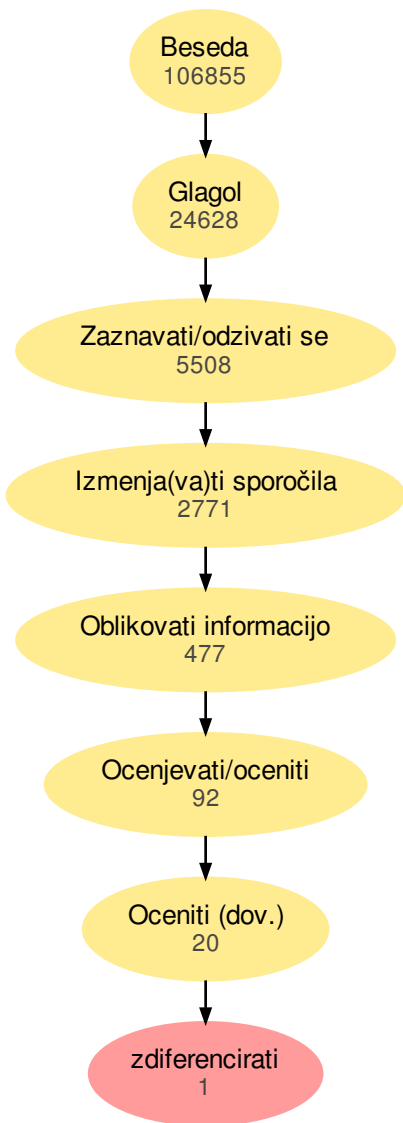 Beseda
106855
Glagol
24628
Zaznavati/odzivati se
5508
Izmenja(va)ti sporočila
2771
Oblikovati informacijo
477
Ocenjevati/oceniti
92
Oceniti (dov.)
20
zdiferencirati
1